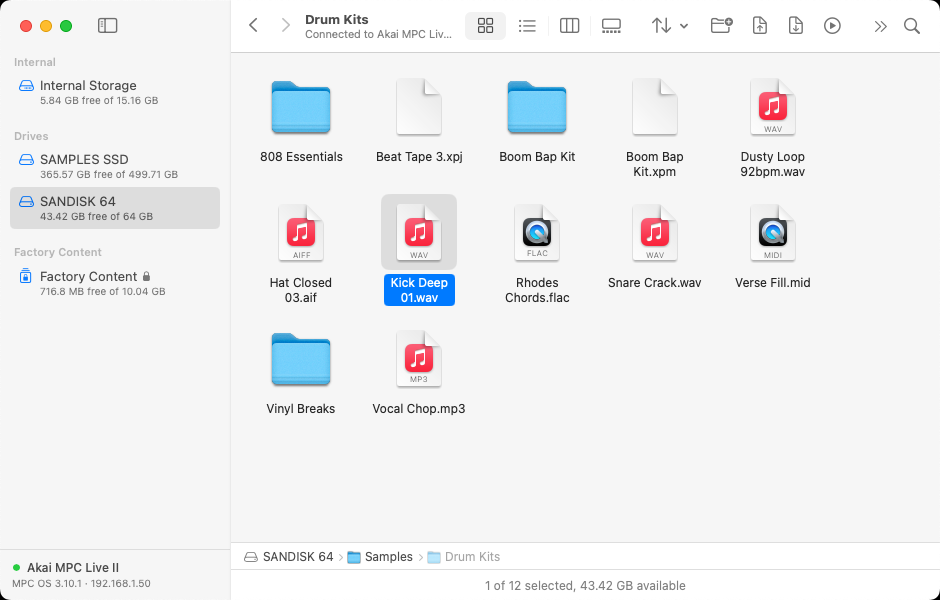 Internal
Internal Storage
5.84 GB free of 15.16 GB
Drives
SAMPLES SSD
365.57 GB free of 499.71 GB
SANDISK 64
43.42 GB free of 64 GB
Factory Content
Factory Content
716.8 MB free of 10.04 GB
Akai MPC Live II
MPC OS 3.10.1 · 192.168.1.50
Drum Kits
Connected to Akai MPC Liv...
808 Essentials
Beat Tape 3.xpj
Boom Bap Kit
Boom Bap
Kit.xpm
WAV
Dusty Loop
92bpm.wav
AIFF
Hat Closed
03.aif
WAV
Kick Deep
01.wav
FLAC
Rhodes
Chords.flac
WAV
Snare Crack.wav
MIDI
Verse Fill.mid
Vinyl Breaks
MP3
Vocal Chop.mp3
SANDISK 64 › Samples › Drum Kits
1 of 12 selected, 43.42 GB available